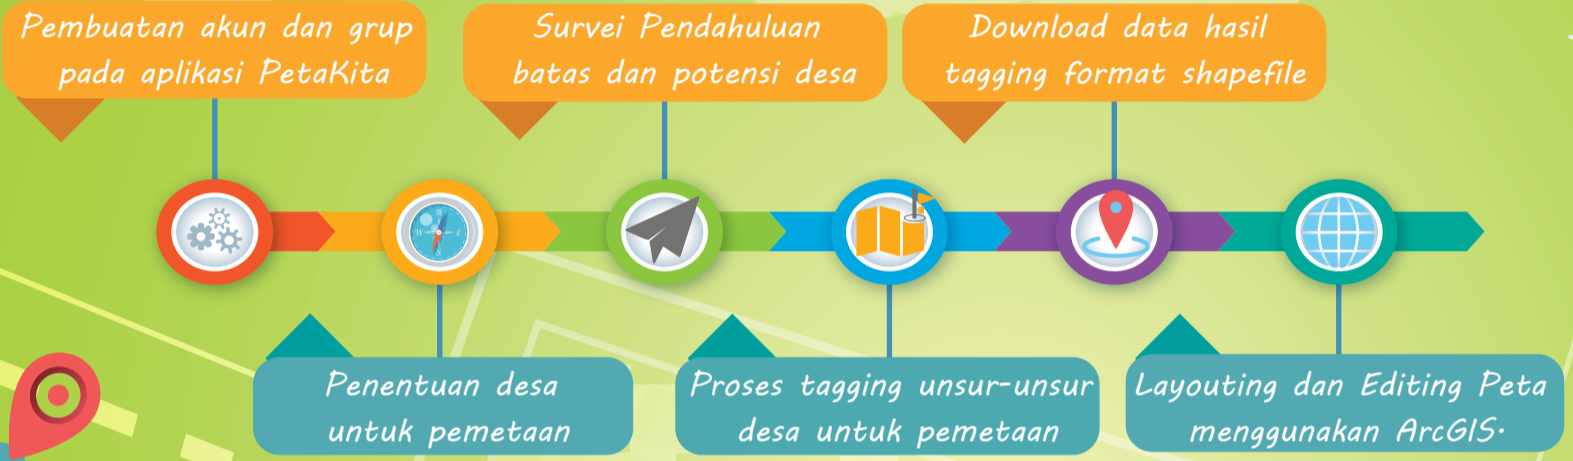 Pembuatan akun dan grup
pada aplikasi PetaKita
Penentuan desa
untuk pemetaan
Survei Pendahuluan
batas dan potensi desa
Proses tagging unsur-unsur
desa untuk pemetaan
Download data hasil
tagging format shapefile
Layouting dan Editing Peta
menggunakan ArcGIS.